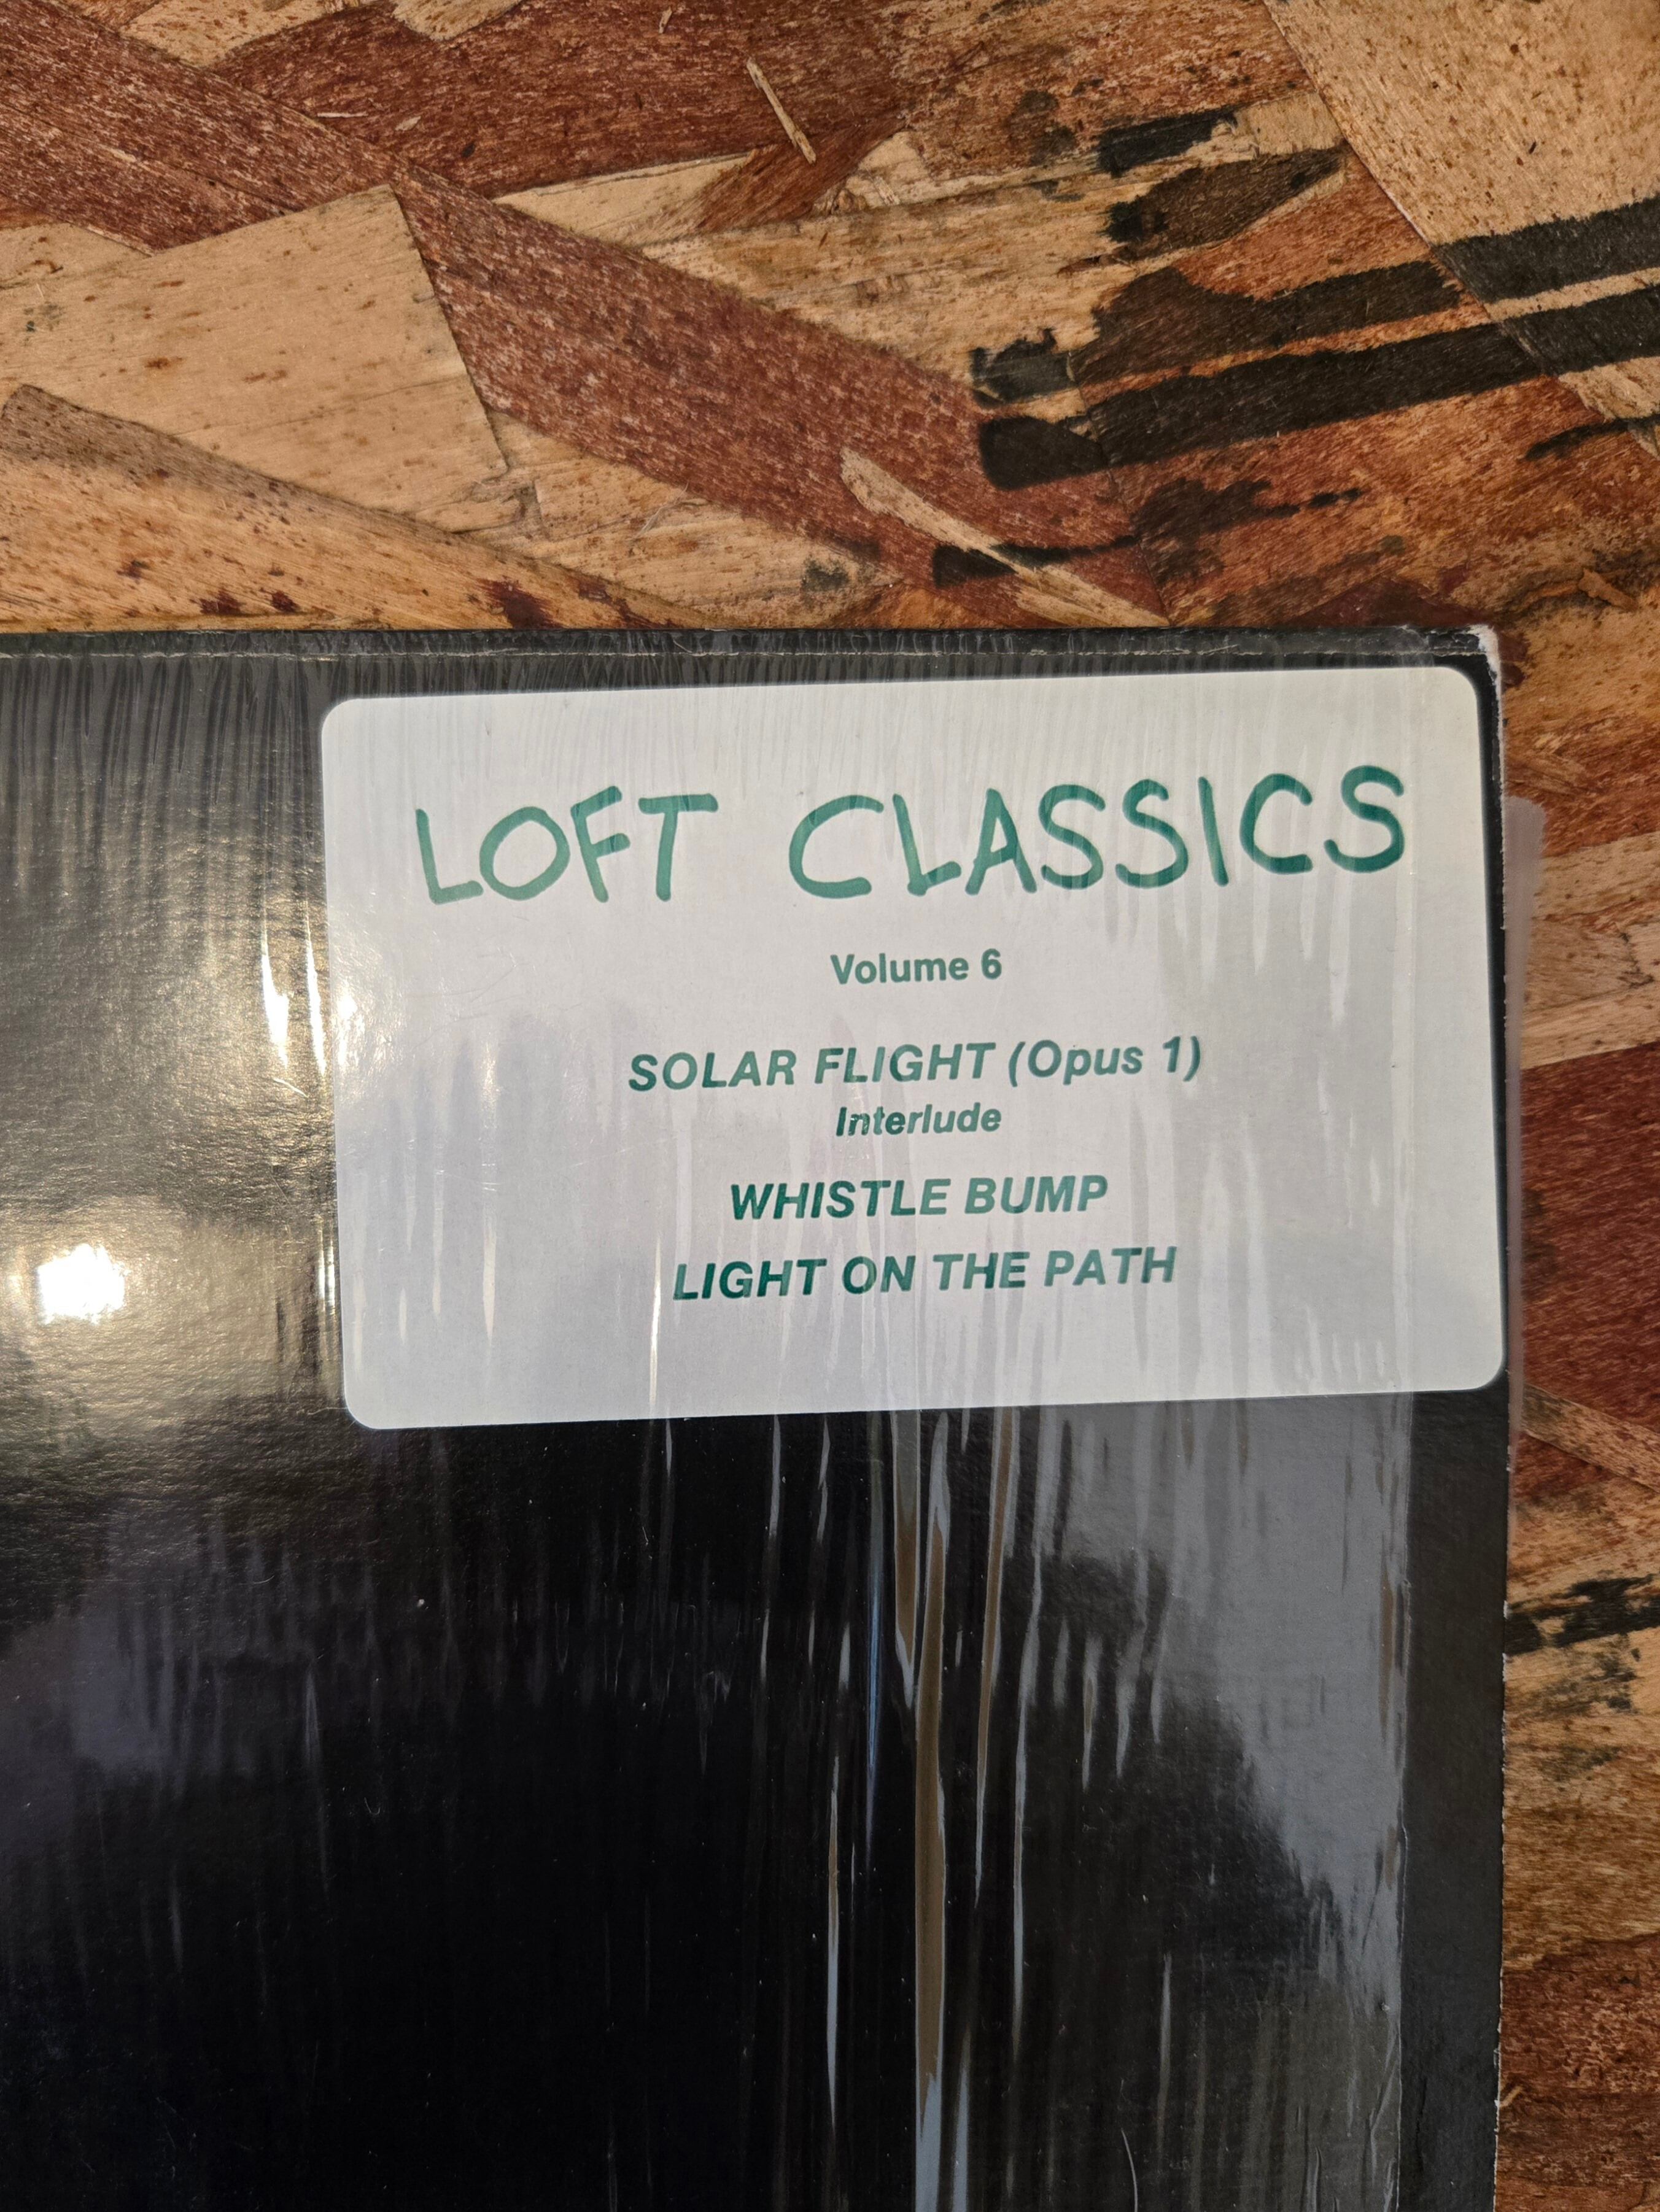 LOFT CLASSICS
Volume 6
SOLAR FLIGHT (Opus 1)
Interlude
WHISTLE BUMP
LIGHT ON THE PATH